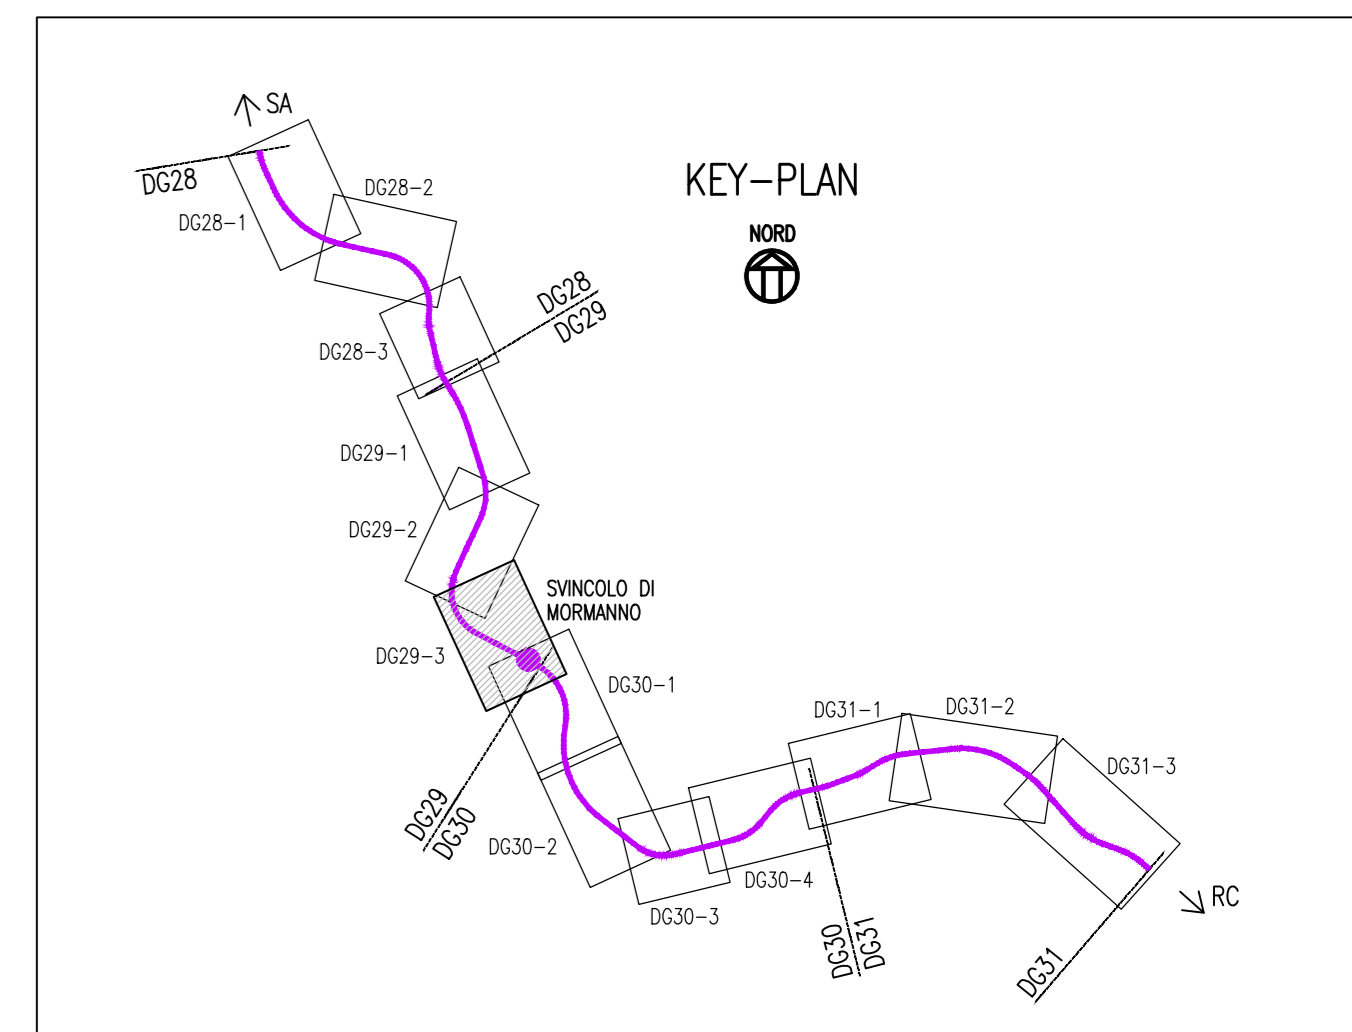 SA
DG28
DG28-1
DG28-2
KEY-PLAN
NORD
DG28
DG29
DG28-3
DG29-1
DG29-2
SVINCOLO DI
MORMANNO
DG29-3
DG30-1
DG31-1
DG31-2
DG31-3
DG29
DG30
DG30-2
DG30-4
DG30-3
RC
DG30
DG31
DG31